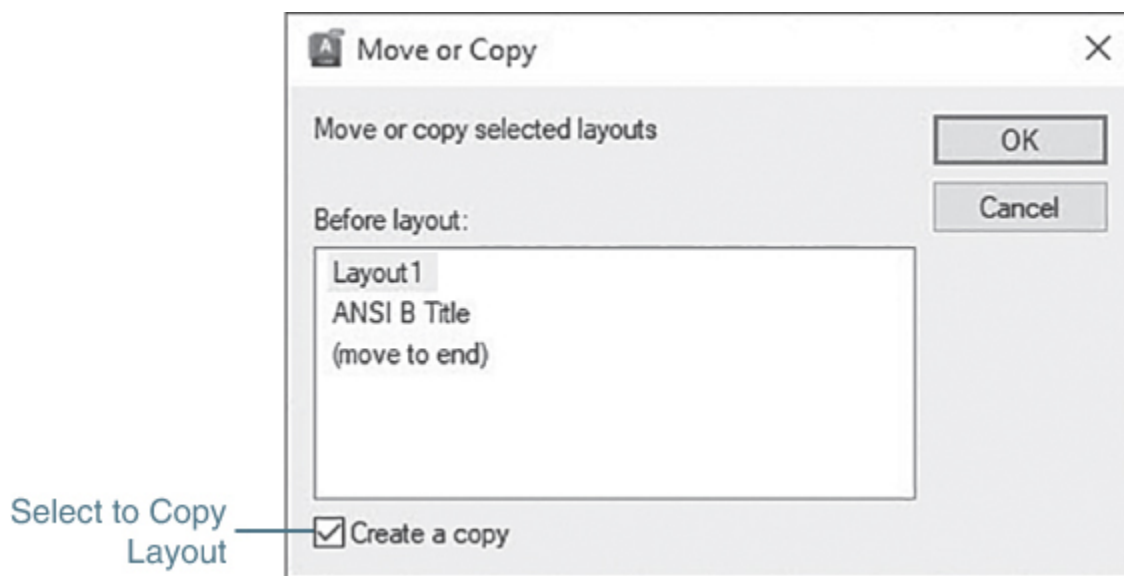 Move or Copy
Move or copy selected layouts
OK
Cancel
Before layout:
Layout1
ANSI B Title
(move to end)
Select to Copy
Layout
Create a copy